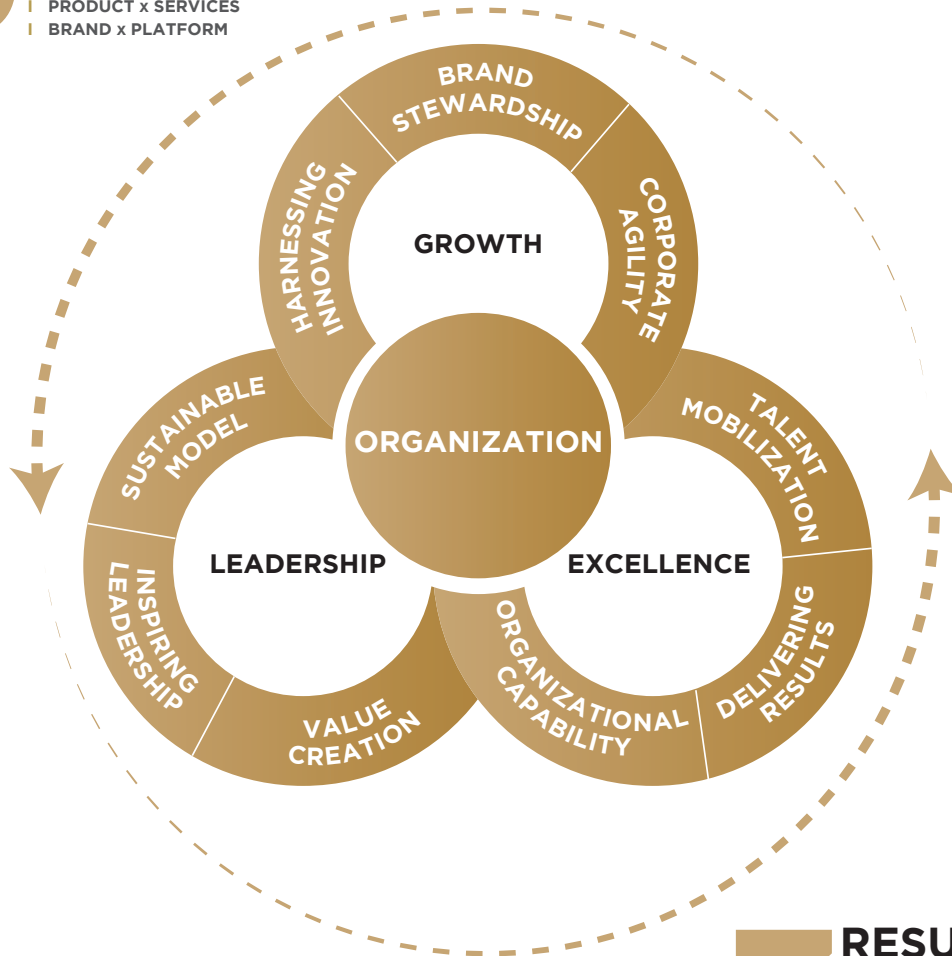 PRODUCT x SERVICES
BRAND x PLATFORM
BRAND
STEWARDSHIP
HARNESSING
INNOVATION
CORPORATE
AGILITY
GROWTH
ORGANIZATION
SUSTAINABLE
MODEL
TALENT
MOBILIZATION
LEADERSHIP
EXCELLENCE
INSPIRING
LEADERSHIP
VALUE
CREATION
ORGANIZATIONAL
CAPABILITY
DELIVERING
RESULTS
RESU